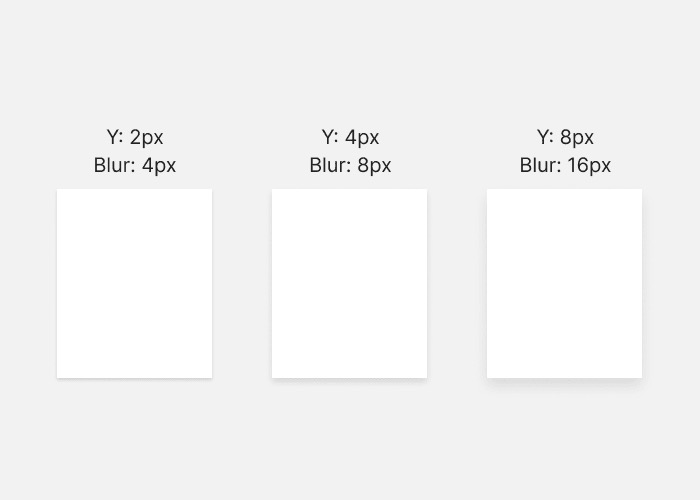 Y: 2px
Blur: 4px
Y: 4px
Blur: 8px
Y: 8px
Blur: 16px